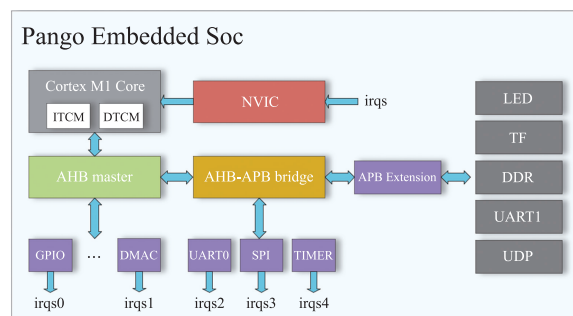 Pango Embedded Soc
Cortex M1 Core
ITCM
DTCM
NVIC
irqs
AHB master
AHB-APB bridge
APB Extension
LED
TF
DDR
UART1
UDP
GPIO
...
DMAC
UART0
SPI
TIMER
irqs0
irqs1
irqs2
irqs3
irqs4